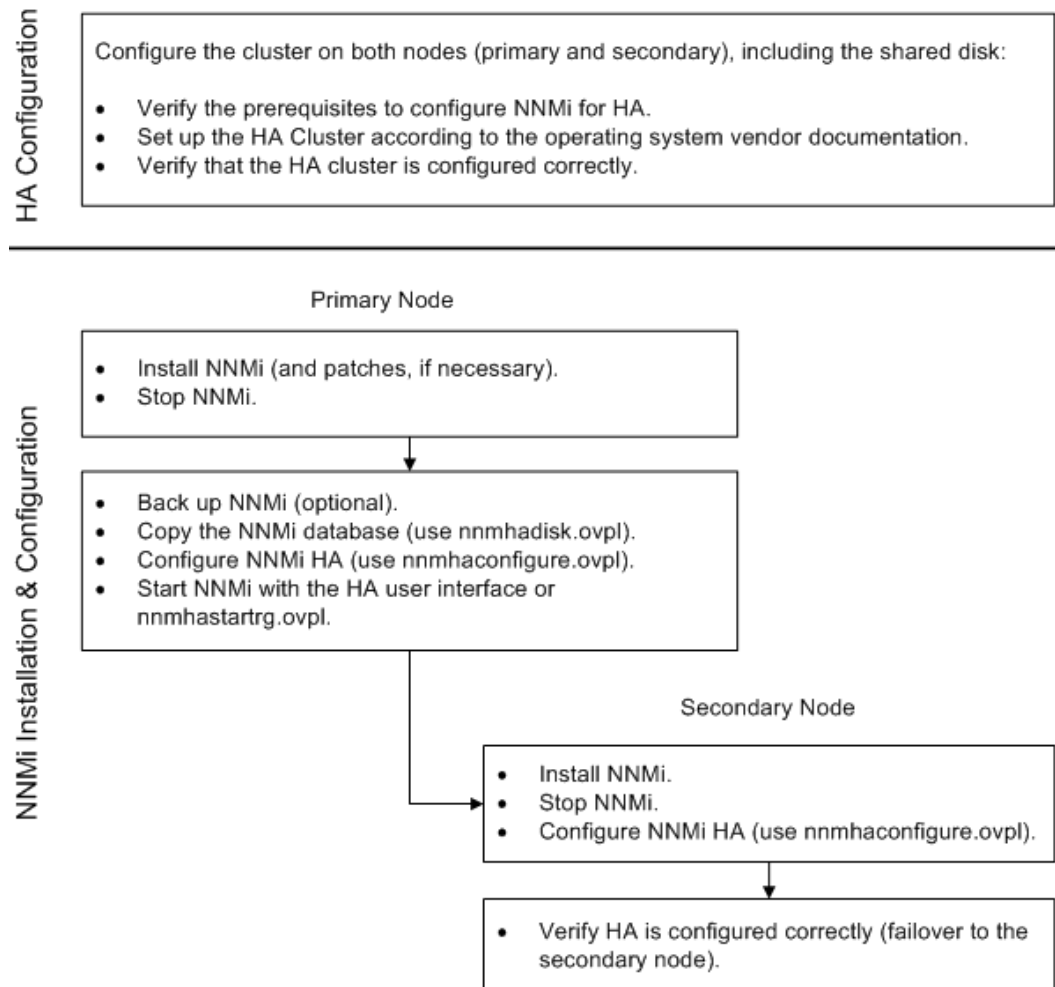 HA Configuration
Configure the cluster on both nodes (primary and secondary), including the shared disk:
• Verify the prerequisites to configure NNMi for HA.
• Set up the HA Cluster according to the operating system vendor documentation.
• Verify that the HA cluster is configured correctly.
NNMi Installation & Configuration
Primary Node
• Install NNMi (and patches, if necessary).
• Stop NNMi.
• Back up NNMi (optional).
• Copy the NNMi database (use nnmhadisk.ovpl).
• Configure NNMi HA (use nnmhaconfigure.ovpl).
• Start NNMi with the HA user interface or
nnmhastartrg.ovpl.
Secondary Node
• Install NNMi.
• Stop NNMi.
• Configure NNMi HA (use nnmhaconfigure.ovpl).
• Verify HA is configured correctly (failover to the
secondary node).